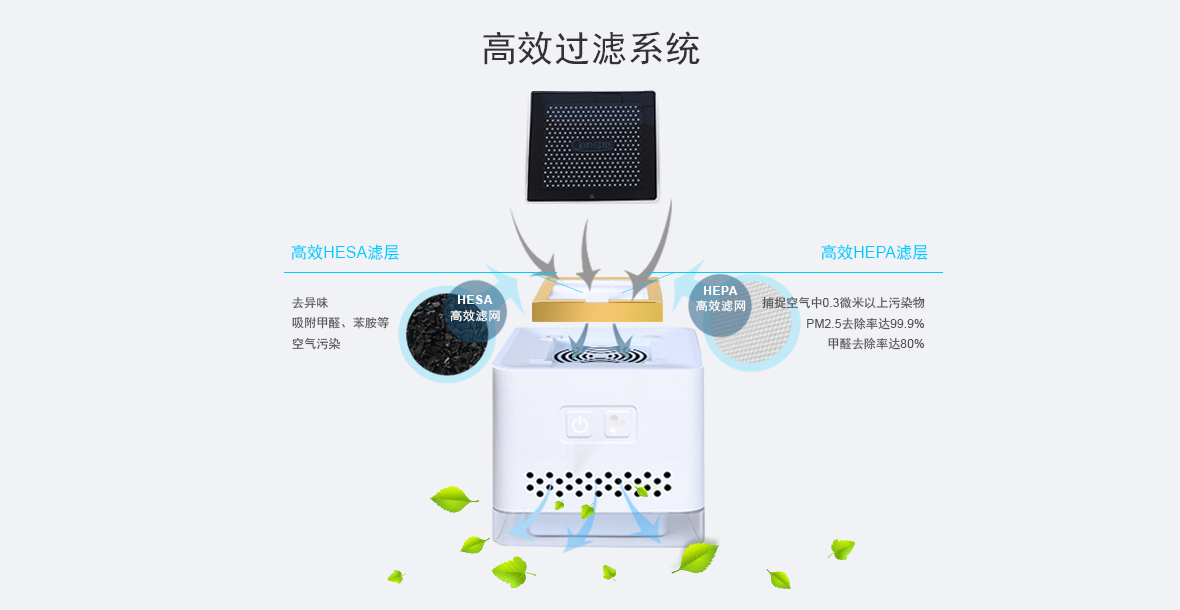 高效过滤系统
高效HESA滤层
去异味
吸附甲醛、苯胺等
空气污染
HESA
高效滤网
高效HEPA滤层
HEPA
高效滤网
捕捉空气中0.3微米以上污染物
PM2.5去除率达99.9%
甲醛去除率达80%